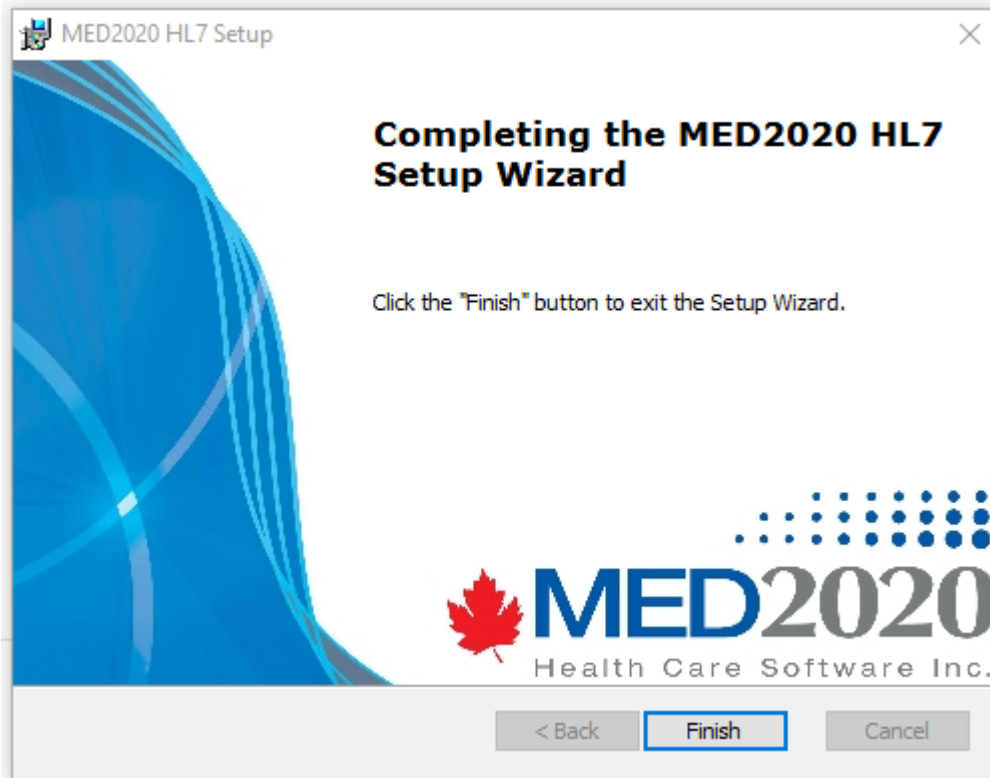 MED2020 HL7 Setup
Completing the MED2020 HL7
Setup Wizard
Click the "Finish" button to exit the Setup Wizard.
MED2020
Health Care Software Inc.
< Back
Finish
Cancel